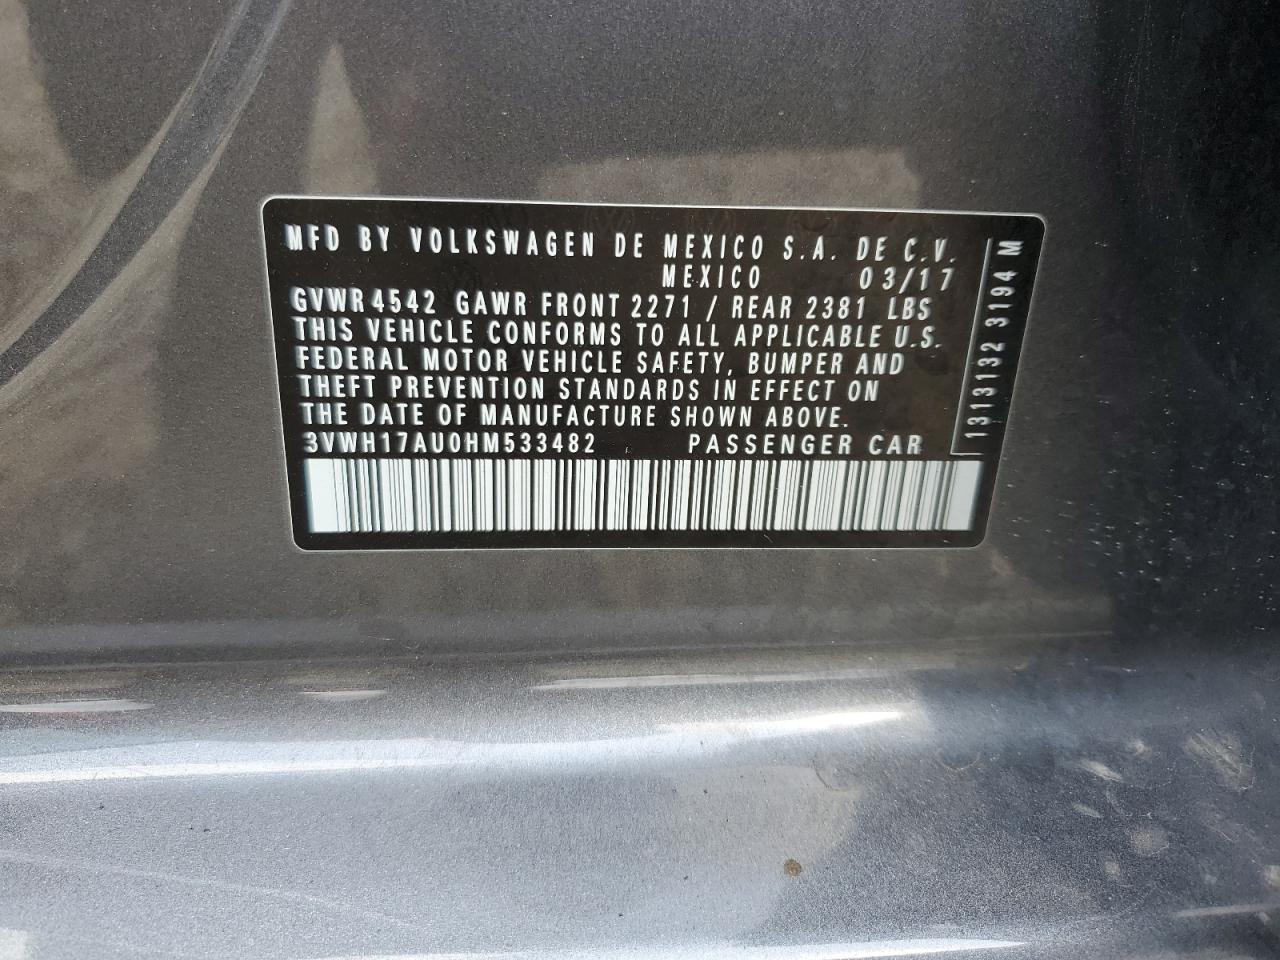 MFD BY VOLKSWAGEN DE MEXICO S.A. DE C.V.
MEXICO 03/17
GVWR 4542 GAWR FRONT 2271 / REAR 2381 LBS
THIS VEHICLE CONFORMS TO ALL APPLICABLE U.S.
FEDERAL MOTOR VEHICLE SAFETY, BUMPER AND
THEFT PREVENTION STANDARDS IN EFFECT ON
THE DATE OF MANUFACTURE SHOWN ABOVE.
3VWH17AU0HM533482 PASSENGER CAR
1313132 3194 M